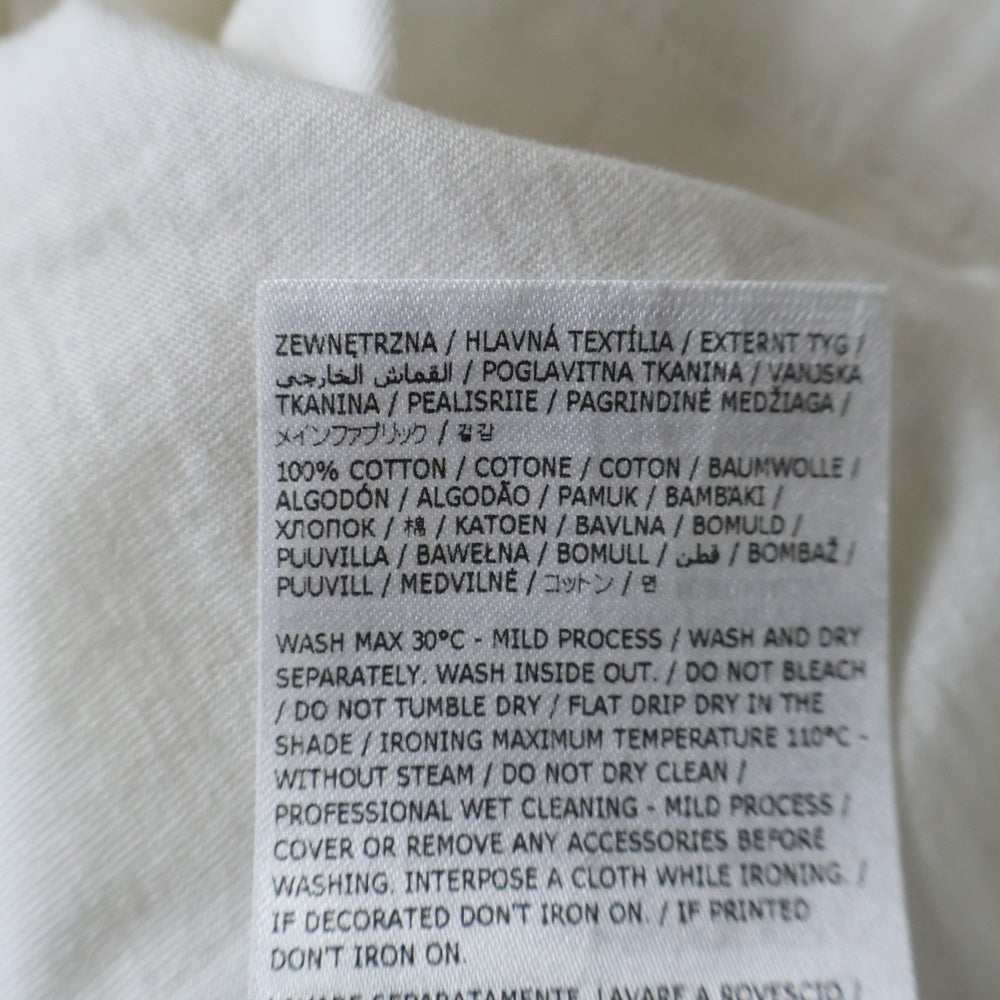 ZEWNĘTRZNA / HLAVNÁ TEXTÍLIA / EXTERNT TYG /
القماش الخارجي / POGLAVITNA TKANINA / VANJSKA
TKANINA / PEALISRIIE / PAGRINDINĖ MEDŽIAGA /
メインファブリック / 겉감
100% COTTON / COTONE / COTON / BAUMWOLLE /
ALGODÓN / ALGODÃO / PAMUK / BAMBAKI /
ХЛОПОК / 棉 / KATOEN / BAVLNA / BOMULD /
PUUVILLA / BAWEŁNA / BOMULL / قطن / BOMBAŽ /
PUUVILL / MEDVILNĖ / コットン / 면
WASH MAX 30°C - MILD PROCESS / WASH AND DRY
SEPARATELY. WASH INSIDE OUT. / DO NOT BLEACH
/ DO NOT TUMBLE DRY / FLAT DRIP DRY IN THE
SHADE / IRONING MAXIMUM TEMPERATURE 110°C -
WITHOUT STEAM / DO NOT DRY CLEAN /
PROFESSIONAL WET CLEANING - MILD PROCESS /
COVER OR REMOVE ANY ACCESSORIES BEFORE
WASHING. INTERPOSE A CLOTH WHILE IRONING. /
IF DECORATED DON'T IRON ON. / IF PRINTED
DON'T IRON ON.
LAVARE SEPARATAMENTE. LAVARE A ROVESCIO /